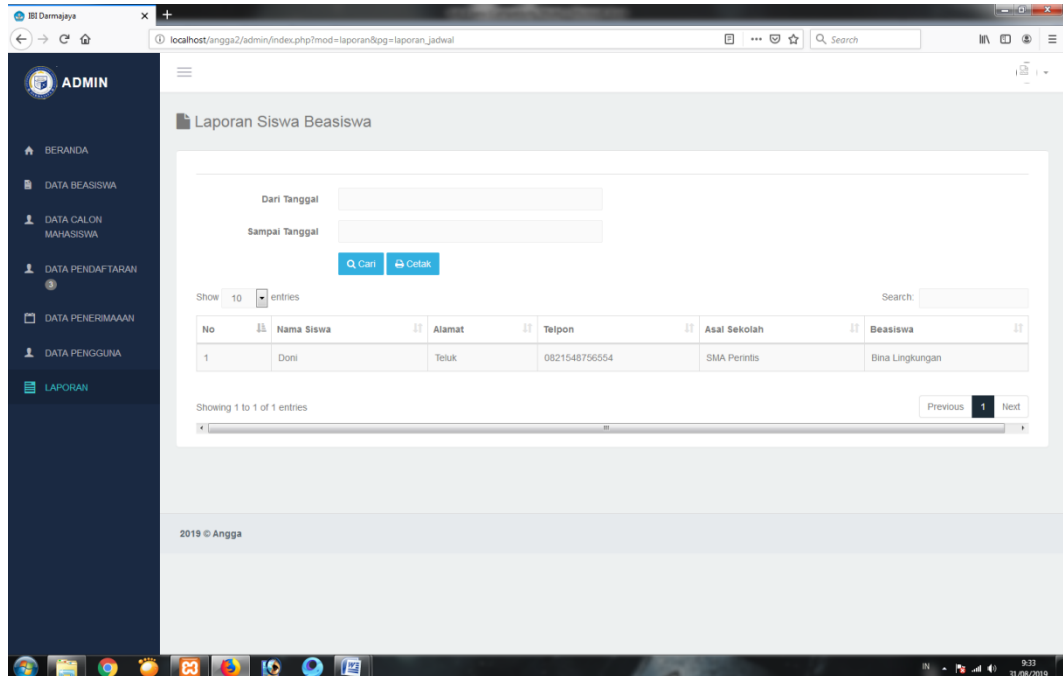 IBI Darmajaya
localhost/angga2/admin/index.php?mod=laporan&pg=laporan_jadwal
Search
ADMIN
BERANDA
DATA BEASISWA
DATA CALON
MAHASISWA
DATA PENDAFTARAN
3
DATA PENERIMAAAN
DATA PENGGUNA
LAPORAN
Laporan Siswa Beasiswa
Dari Tanggal
Sampai Tanggal
Cari Cetak
Show 10 entries Search:
No Nama Siswa Alamat Telpon Asal Sekolah Beasiswa
1 Doni Teluk 0821548756554 SMA Perintis Bina Lingkungan
Showing 1 to 1 of 1 entries Previous 1 Next
2019 © Angga
IN 9:33
31/08/2019